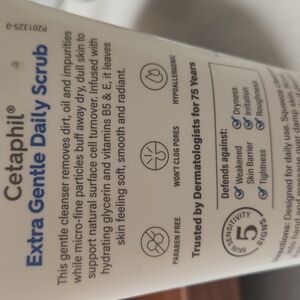 P201325-0
Cetaphil®
Extra Gentle Daily Scrub
This gentle cleanser removes dirt, oil and impurities
while micro-fine particles buff away dry, dull skin to
support natural surface cell turnover. Infused with
hydrating glycerin and vitamins B5 & E, it leaves
skin feeling soft, smooth and radiant.
PARABEN FREE
WON'T CLOG PORES
HYPOALLERGENIC
Trusted by Dermatologists for 75 Years
5
SKIN SENSITIVITY
SIGNS
Defends against:
Weakened
Skin Barrier
Tightness
Dryness
Irritation
Roughness
Directions: Designed for daily use. Squeeze